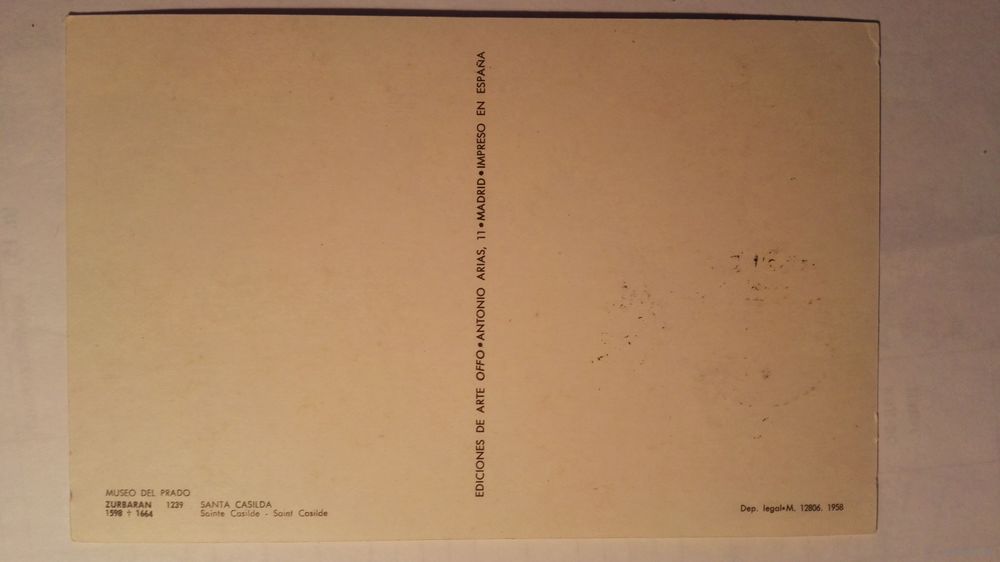 EDICIONES DE ARTE OFFO•ANTONIO ARIAS, 11•MADRID•IMPRESO EN ESPAÑA
MUSEO DEL PRADO
ZURBARAN 1239 SANTA CASILDA
1598 † 1664 Sainte Casilde - Saint Casilde
Dep. legal•M. 12806. 1958